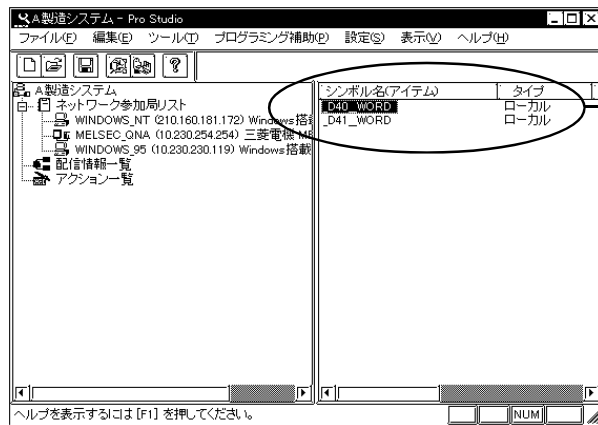 A製造システム - Pro Studio
ファイル(F) 編集(E) ツール(T) プログラミング補助(P) 設定(S) 表示(V) ヘルプ(H)
A製造システム
ネットワーク参加局リスト
WINDOWS_NT (210.160.181.172) Windows搭
MELSEC_QNA (10.230.254.254) 三菱電機 ME
WINDOWS_95 (10.230.230.119) Windows搭載
配信情報一覧
アクション一覧
シンボル名(アイテム) タイプ
_D40_WORD ローカル
_D41_WORD ローカル
ヘルプを表示するには [F1] を押してください。
NUM